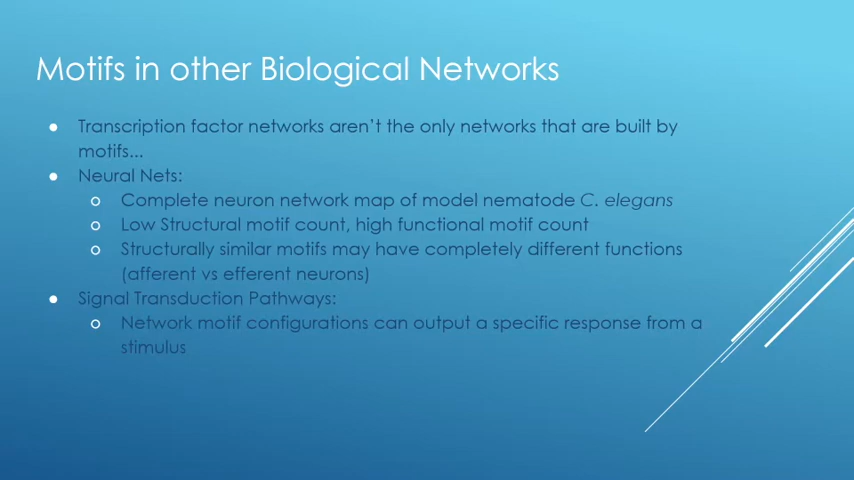 Motifs in other Biological Networks
● Transcription factor networks aren't the only networks that are built by
motifs...
● Neural Nets:
○ Complete neuron network map of model nematode C. elegans
○ Low Structural motif count, high functional motif count
○ Structurally similar motifs may have completely different functions
(afferent vs efferent neurons)
● Signal Transduction Pathways:
○ Network motif configurations can output a specific response from a
stimulus